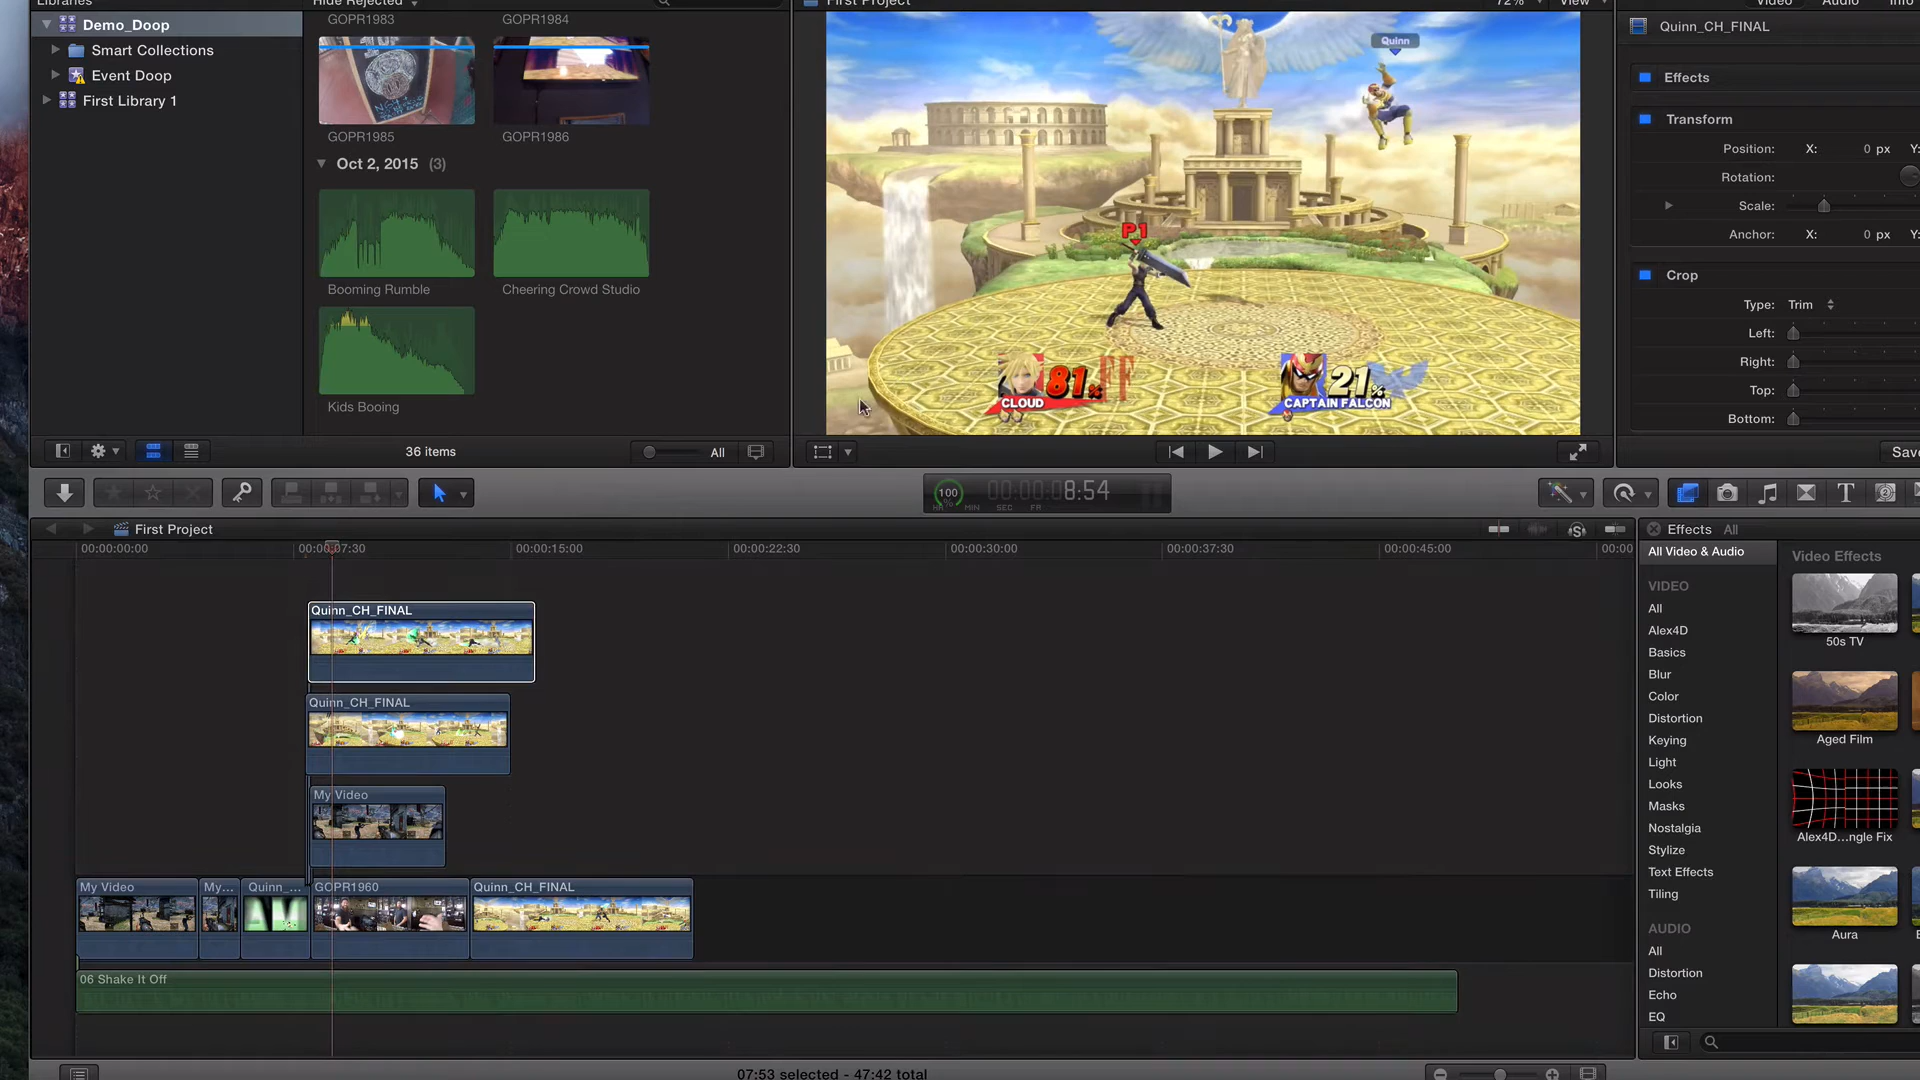 Libraries
Hide Rejected
First Project
72%
View
Video
Audio
Info
Demo_Doop
Smart Collections
Event Doop
First Library 1
GOPR1983
GOPR1984
GOPR1985
GOPR1986
Oct 2, 2015 (3)
Booming Rumble
Cheering Crowd Studio
Kids Booing
36 items
All
Quinn
P1
81%
CLOUD
21%
CAPTAIN FALCON
Quinn_CH_FINAL
Effects
Transform
Position: X: 0 px Y:
Rotation:
Scale:
Anchor: X: 0 px Y:
Crop
Type: Trim
Left:
Right:
Top:
Bottom:
Save
100
%
00:00:08:54
HR MIN SEC FR
First Project
00:00:00:00
00:00:07:30
00:00:15:00
00:00:22:30
00:00:30:00
00:00:37:30
00:00:45:00
00:00
Quinn_CH_FINAL
Quinn_CH_FINAL
My Video
My Video
My...
Quinn_...
GOPR1960
Quinn_CH_FINAL
06 Shake It Off
07:53 selected - 47:42 total
Effects All
All Video & Audio
VIDEO
All
Alex4D
Basics
Blur
Color
Distortion
Keying
Light
Looks
Masks
Nostalgia
Stylize
Text Effects
Tiling
AUDIO
All
Distortion
Echo
EQ
Video Effects
50s TV
Aged Film
Alex4D...ngle Fix
Aura